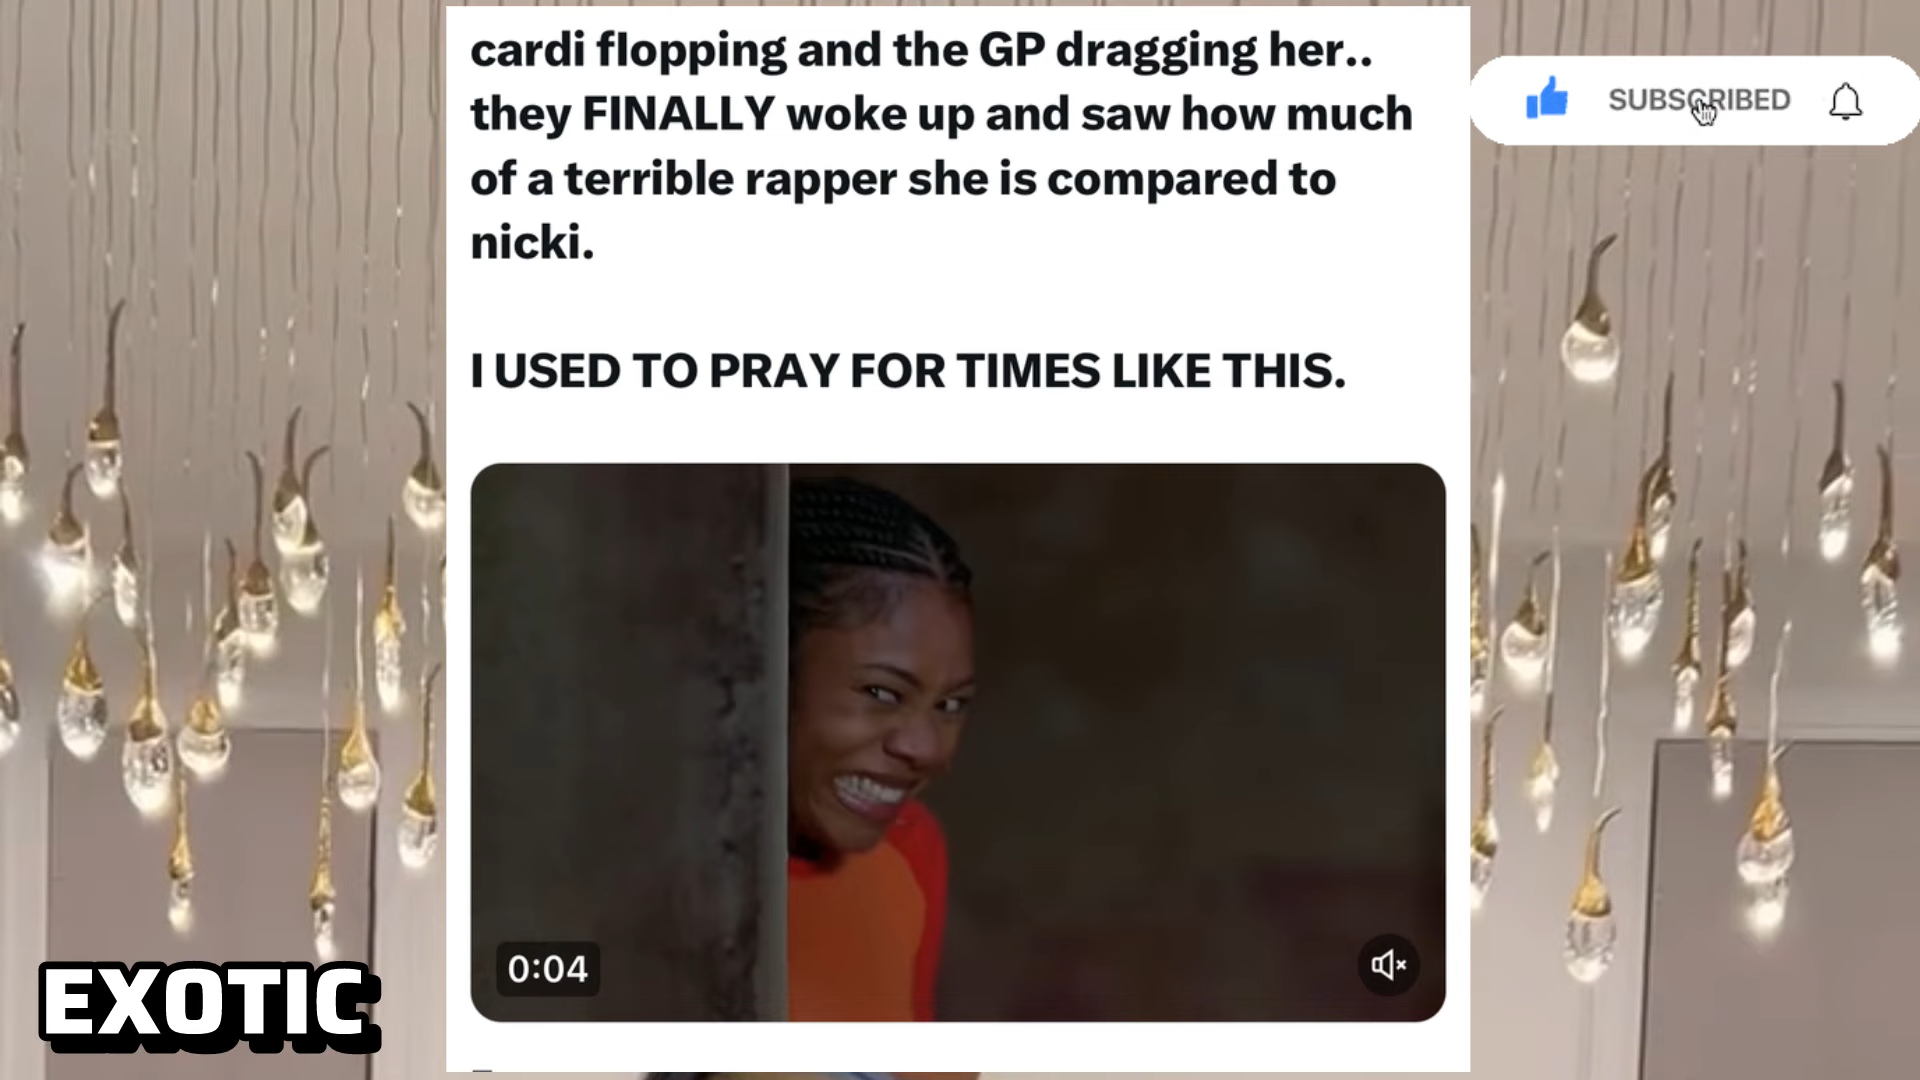 cardi flopping and the GP dragging her..
they FINALLY woke up and saw how much
of a terrible rapper she is compared to
nicki.
I USED TO PRAY FOR TIMES LIKE THIS.
SUBSCRIBED
0:04
EXOTIC